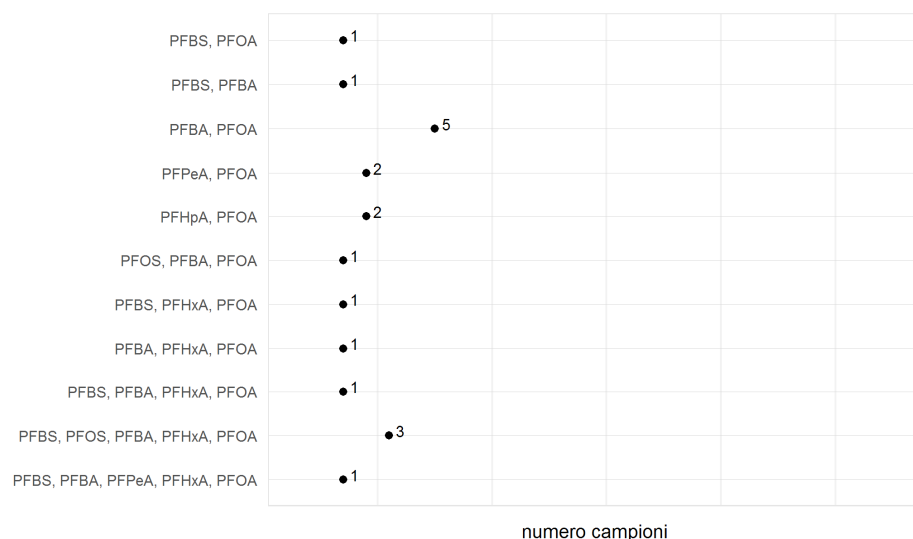 PFBS, PFOA 1
PFBS, PFBA 1
PFBA, PFOA 5
PFPeA, PFOA 2
PFHpA, PFOA 2
PFOS, PFBA, PFOA 1
PFBS, PFHxA, PFOA 1
PFBA, PFHxA, PFOA 1
PFBS, PFBA, PFHxA, PFOA 1
PFBS, PFOS, PFBA, PFHxA, PFOA 3
PFBS, PFBA, PFPeA, PFHxA, PFOA 1
numero campioni